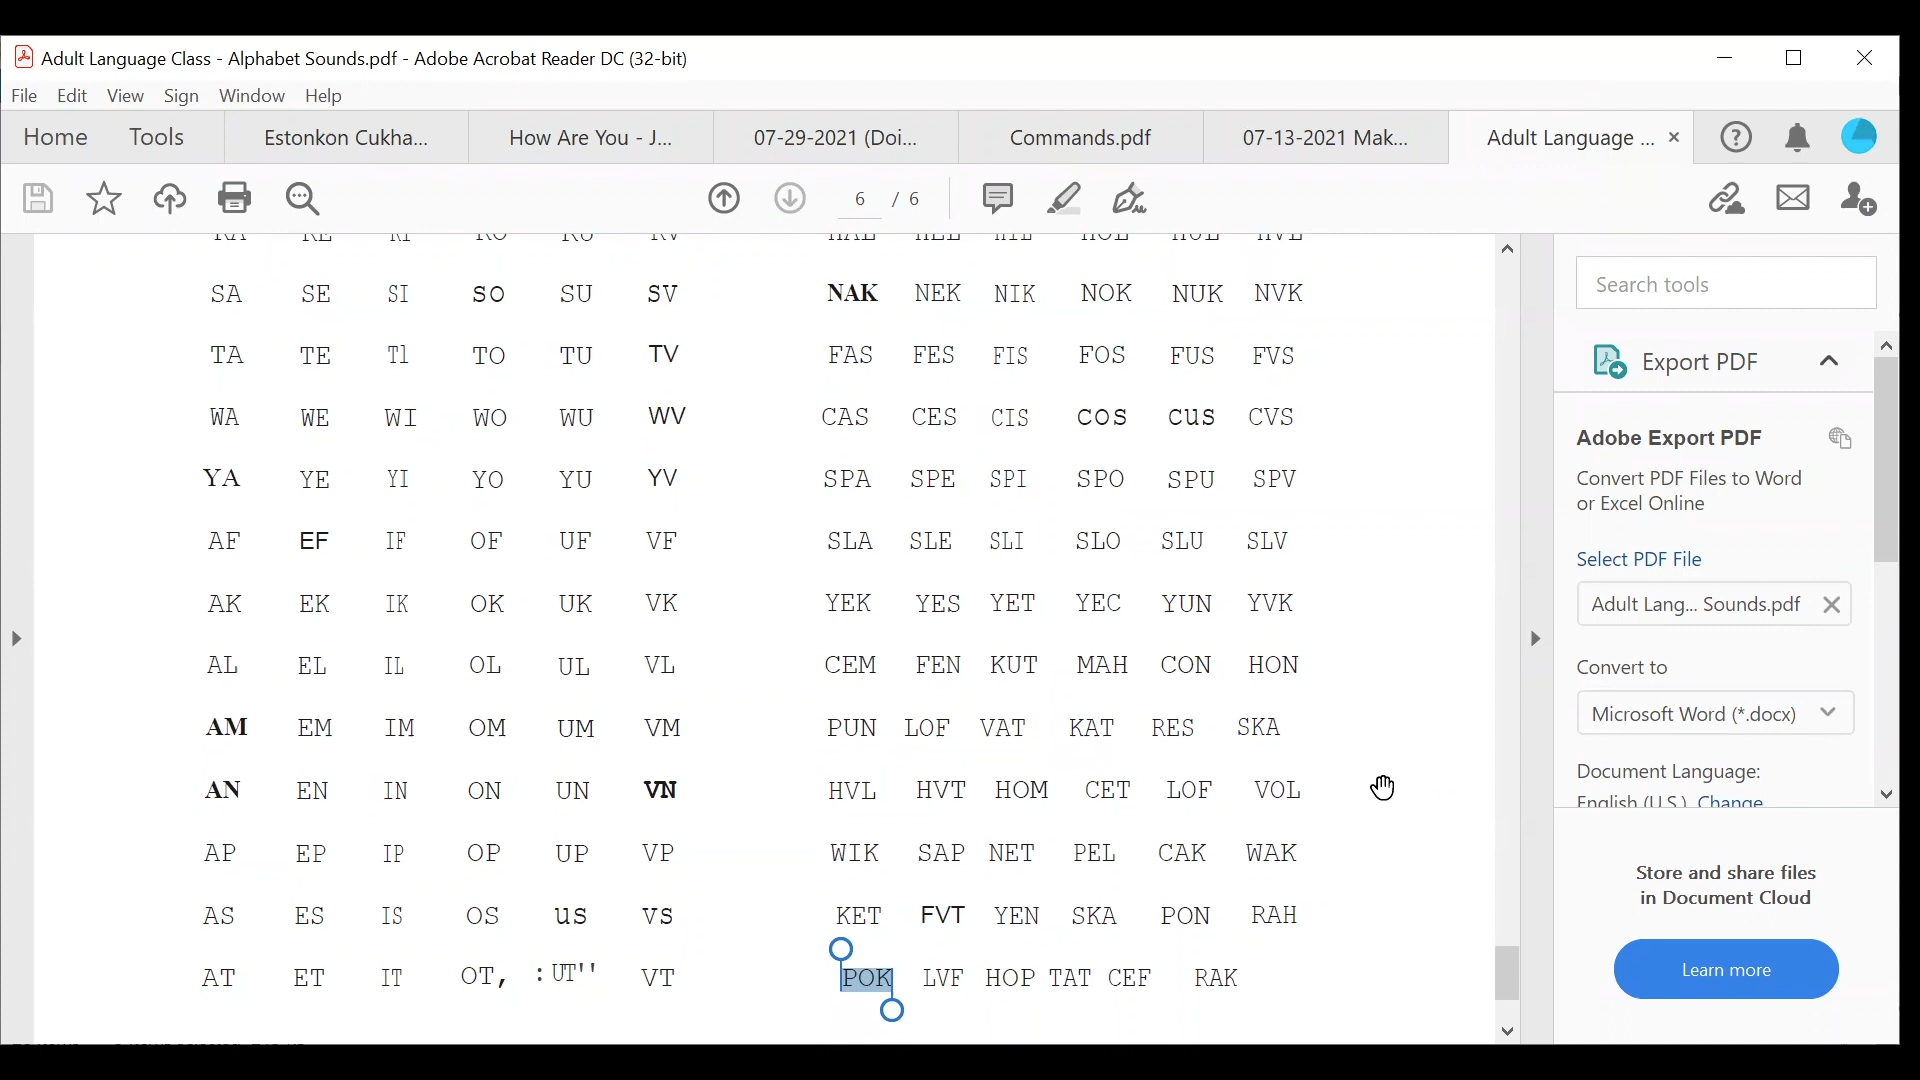 Adult Language Class - Alphabet Sounds.pdf - Adobe Acrobat Reader DC (32-bit)
File Edit View Sign Window Help
Home Tools Estonkon Cukha... How Are You - J... 07-29-2021 (Doi... Commands.pdf 07-13-2021 Mak... Adult Language ...
6 / 6
SA SE SI SO SU SV NAK NEK NIK NOK NUK NVK
TA TE Tl TO TU TV FAS FES FIS FOS FUS FVS
WA WE WI WO WU WV CAS CES CIS COS CUS CVS
YA YE YI YO YU YV SPA SPE SPI SPO SPU SPV
AF EF IF OF UF VF SLA SLE SLI SLO SLU SLV
AK EK IK OK UK VK YEK YES YET YEC YUN YVK
AL EL IL OL UL VL CEM FEN KUT MAH CON HON
AM EM IM OM UM VM PUN LOF VAT KAT RES SKA
AN EN IN ON UN VN HVL HVT HOM CET LOF VOL
AP EP IP OP UP VP WIK SAP NET PEL CAK WAK
AS ES IS OS US VS KET FVT YEN SKA PON RAH
AT ET IT OT, :UT'' VT POK LVF HOP TAT CEF RAK
Search tools
Export PDF
Adobe Export PDF
Convert PDF Files to Word
or Excel Online
Select PDF File
Adult Lang... Sounds.pdf
Convert to
Microsoft Word (*.docx)
Document Language:
English (U.S.) Change
Store and share files
in Document Cloud
Learn more